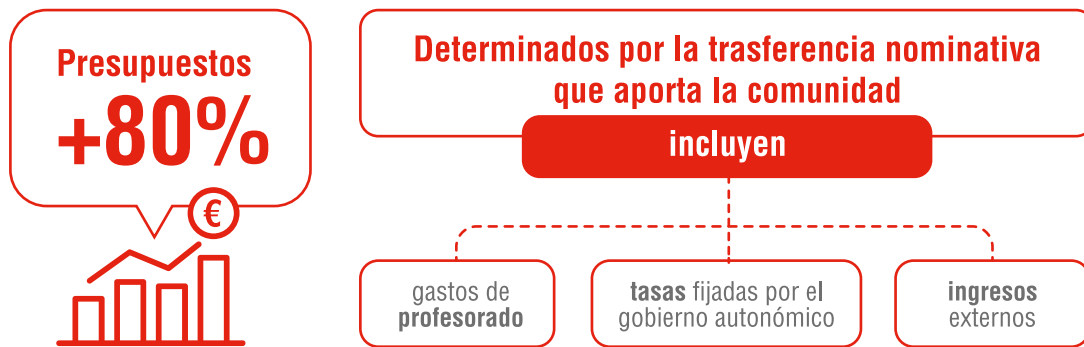 Presupuestos
+80%
€
Determinados por la trasferencia nominativa
que aporta la comunidad
incluyen
gastos de
profesorado
tasas fijadas por el
gobierno autonómico
ingresos
externos